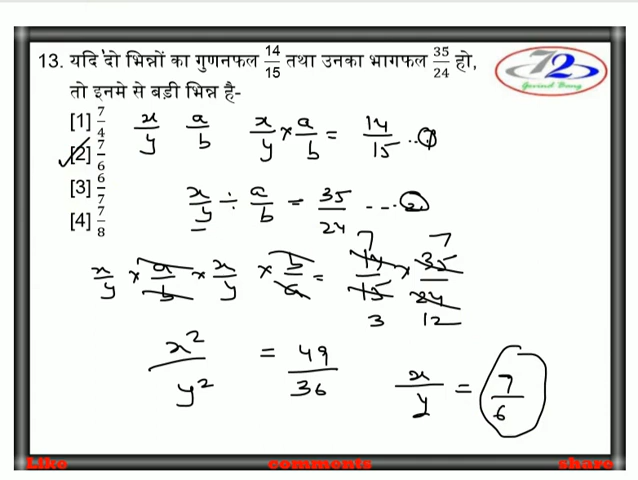 13. यदि दो भिन्नों का गुणनफल 14/15 तथा उनका भागफल 35/24 हो,
तो इनमे से बड़ी भिन्न है-
72
Govind Dang
[1] 7/4
[2] 7/6
[3] 6/7
[4] 7/8
x/y a/b x/y × a/b = 14/15 ... 1
x/y ÷ a/b = 35/24 --- 2
x/y × a/b × x/y × b/a = 14/15 × 35/24
7 7
3 12
x²/y² = 49/36
x/y = 7/6
Like comments share